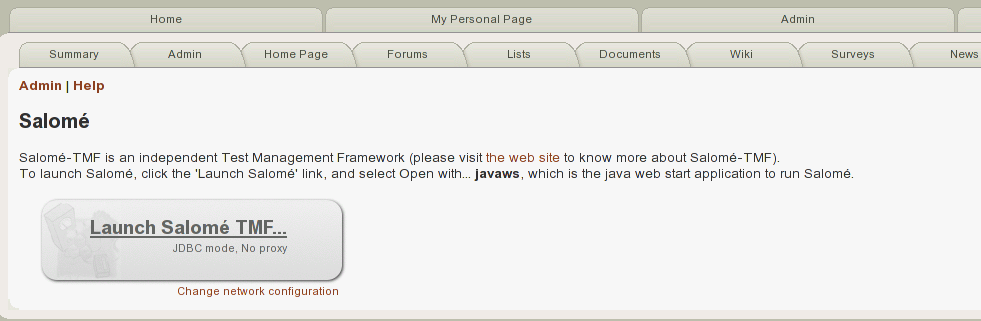 Home My Personal Page Admin
Summary Admin Home Page Forums Lists Documents Wiki Surveys News
Admin | Help
Salomé
Salomé-TMF is an independent Test Management Framework (please visit the web site to know more about Salomé-TMF).
To launch Salomé, click the 'Launch Salomé' link, and select Open with... javaws, which is the java web start application to run Salomé.
Launch Salomé TMF...
JDBC mode, No proxy
Change network configuration